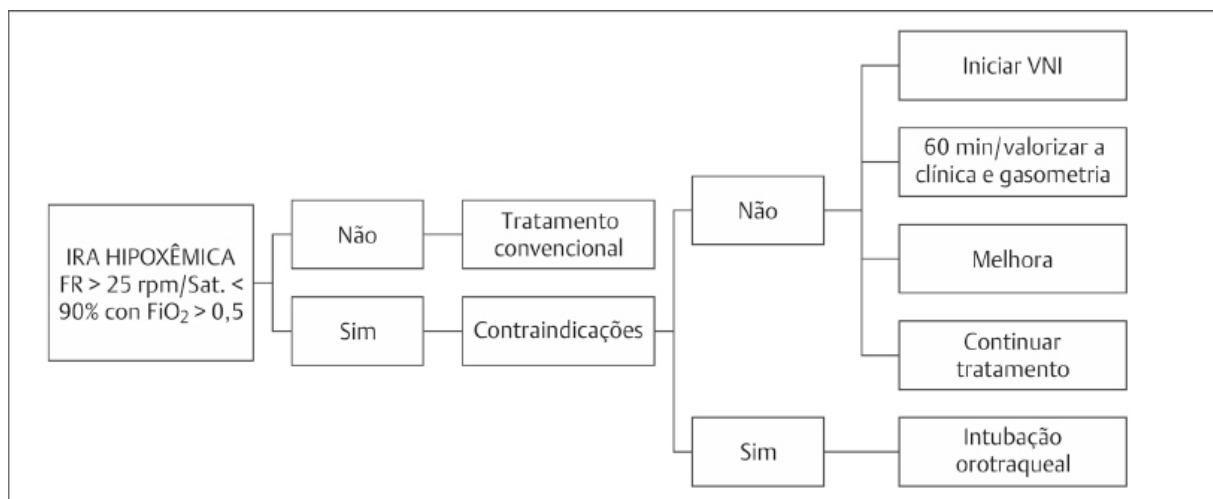 IRA HIPOXÊMICA
FR > 25 rpm/Sat. <
90% con FiO₂ > 0,5
Não
Tratamento
convencional
Sim
Contraindicações
Não
Iniciar VNI
60 min/valorizar a
clínica e gasometria
Melhora
Continuar
tratamento
Sim
Intubação
orotraqueal